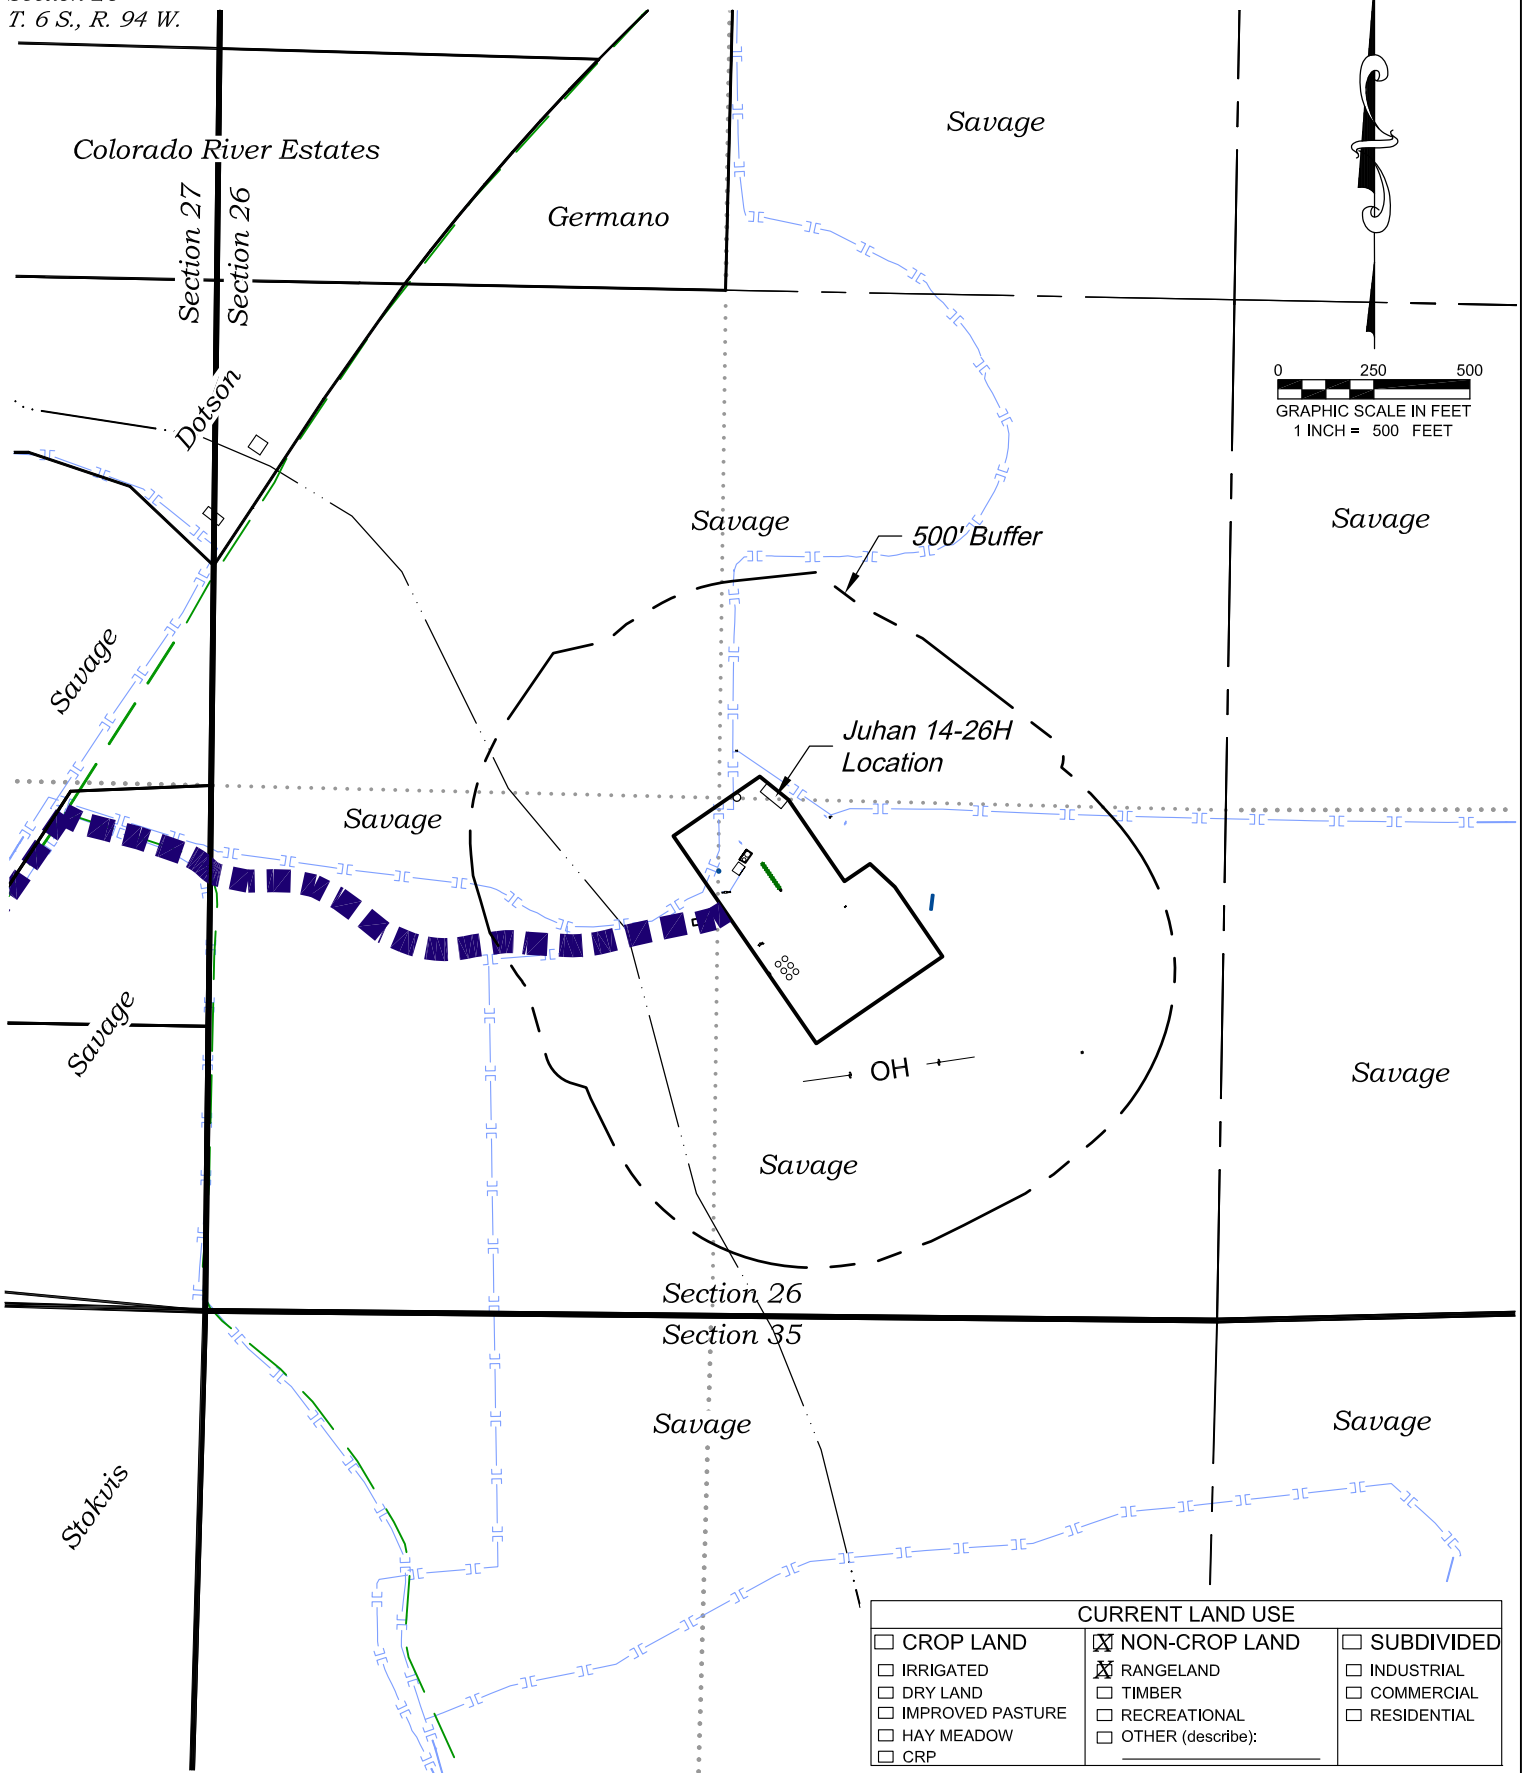 T. 6 S., R. 94 W.
Savage
Colorado River Estates
Section 27
Section 26
Germano
0 250 500
GRAPHIC SCALE IN FEET
1 INCH = 500 FEET
Dotson
Savage
500' Buffer
Savage
Savage
Juhan 14-26H
Location
Savage
Savage
OH
Savage
Savage
Section 26
Section 35
Savage
Savage
Stokvis
CURRENT LAND USE
CROP LAND
IRRIGATED
DRY LAND
IMPROVED PASTURE
HAY MEADOW
CRP
X NON-CROP LAND
X RANGELAND
TIMBER
RECREATIONAL
OTHER (describe):
SUBDIVIDED
INDUSTRIAL
COMMERCIAL
RESIDENTIAL